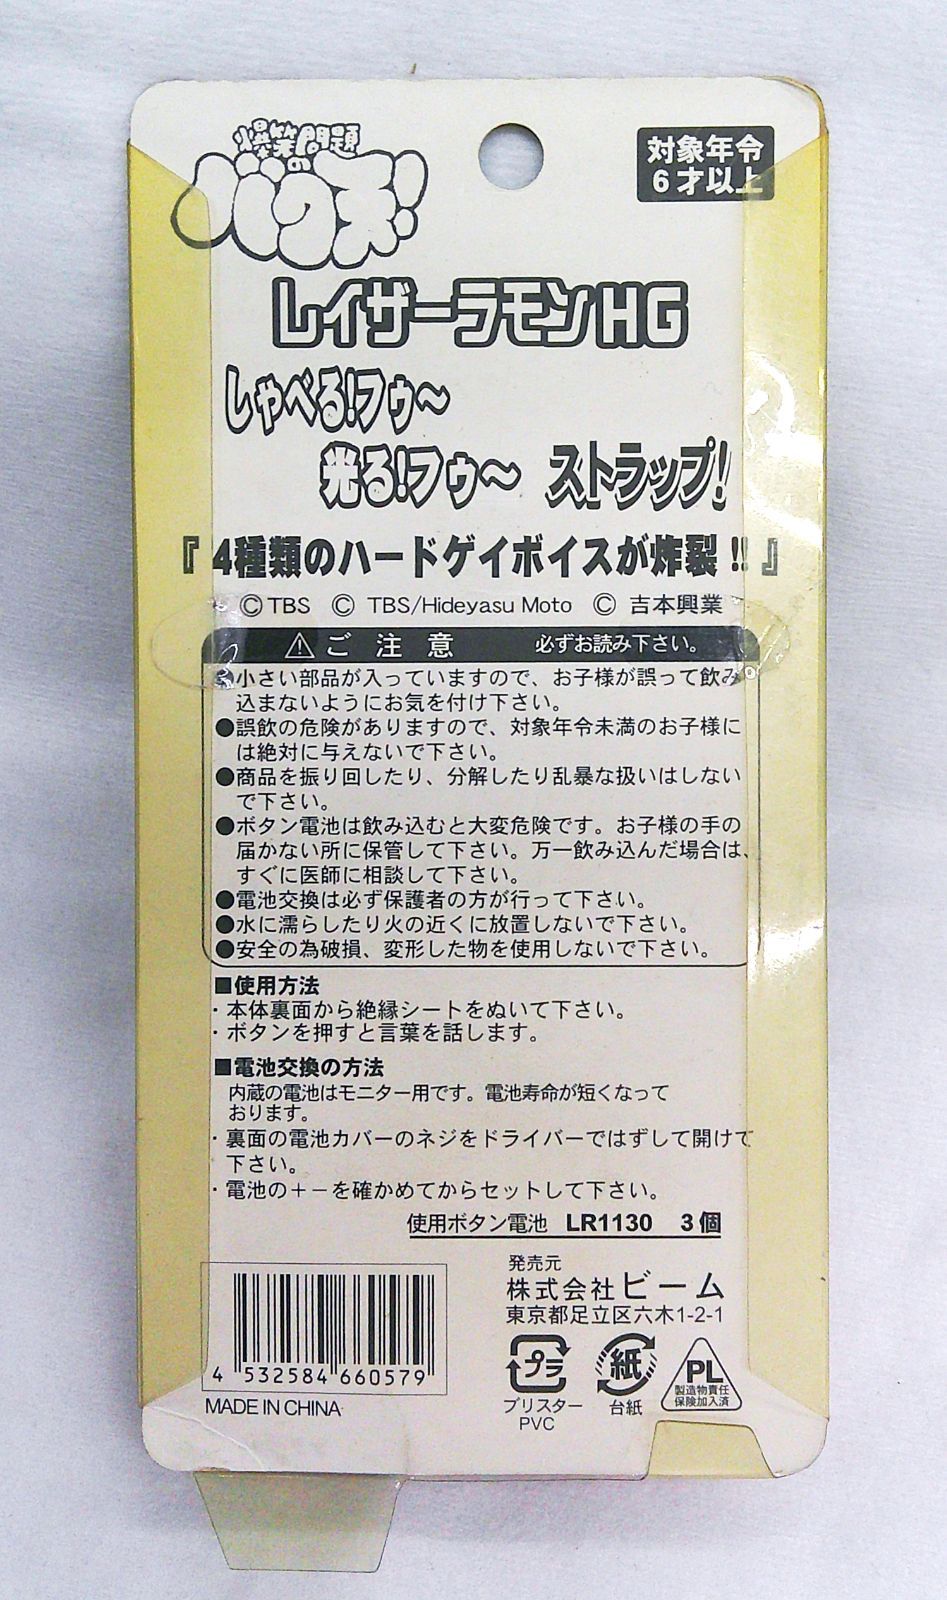 爆笑問題の
バク天!
対象年令
6才以上
レイザーラモンHG
しゃべる!フゥ～
光る!フゥ～ ストラップ!
『4種類のハードゲイボイスが炸裂!!』
©TBS © TBS/Hideyasu Moto © 吉本興業
⚠ご注意 必ずお読み下さい。
●小さい部品が入っていますので、お子様が誤って飲み
込まないようにお気を付け下さい。
●誤飲の危険がありますので、対象年令未満のお子様に
は絶対に与えないで下さい。
●商品を振り回したり、分解したり乱暴な扱いはしない
で下さい。
●ボタン電池は飲み込むと大変危険です。お子様の手の
届かない所に保管して下さい。万一飲み込んだ場合は、
すぐに医師に相談して下さい。
●電池交換は必ず保護者の方が行って下さい。
●水に濡らしたり火の近くに放置しないで下さい。
●安全の為破損、変形した物を使用しないで下さい。
■使用方法
・本体裏面から絶縁シートをぬいて下さい。
・ボタンを押すと言葉を話します。
■電池交換の方法
内蔵の電池はモニター用です。電池寿命が短くなって
おります。
・裏面の電池カバーのネジをドライバーではずして開けて
下さい。
・電池の＋－を確かめてからセットして下さい。
使用ボタン電池 LR1130 3個
発売元
株式会社ビーム
東京都足立区六木1-2-1
4 532584 660579
MADE IN CHINA
プラ
ブリスター
PVC
紙
台紙
PL
製造物責任
保険加入済